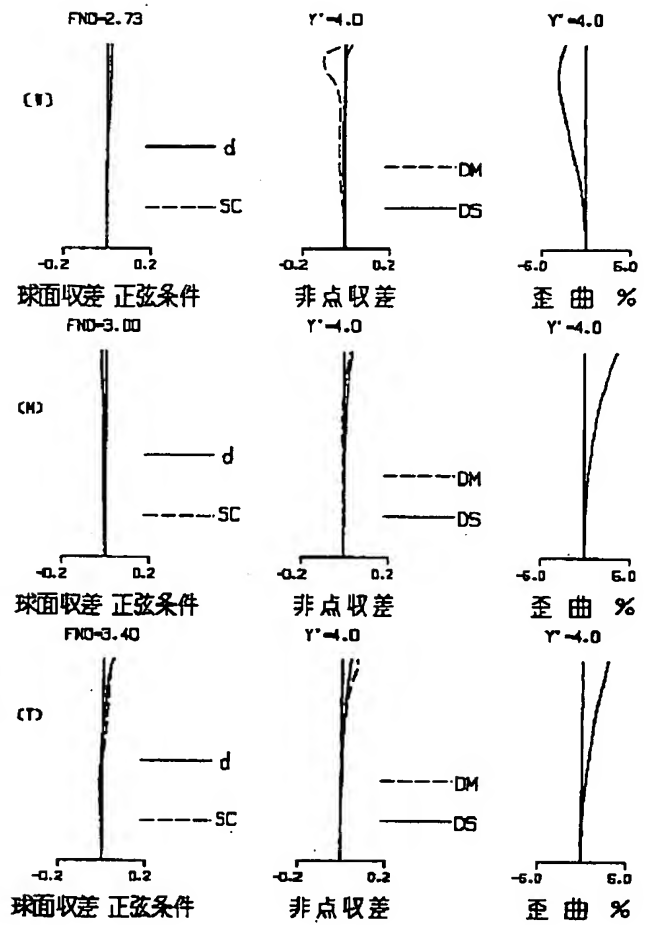 FNO=2.73 Y'=4.0 Y'=4.0
(W)
d
SC
DM
DS
-0.2 0.2 -0.2 0.2 -6.0 6.0
球面収差 正弦条件 非点収差 歪曲 %
FNO=3.00 Y'=4.0 Y'=4.0
(M)
d
SC
DM
DS
-0.2 0.2 -0.2 0.2 -6.0 6.0
球面収差 正弦条件 非点収差 歪曲 %
FNO=3.40 Y'=4.0 Y'=4.0
(T)
d
SC
DM
DS
-0.2 0.2 -0.2 0.2 -6.0 6.0
球面収差 正弦条件 非点収差 歪曲 %